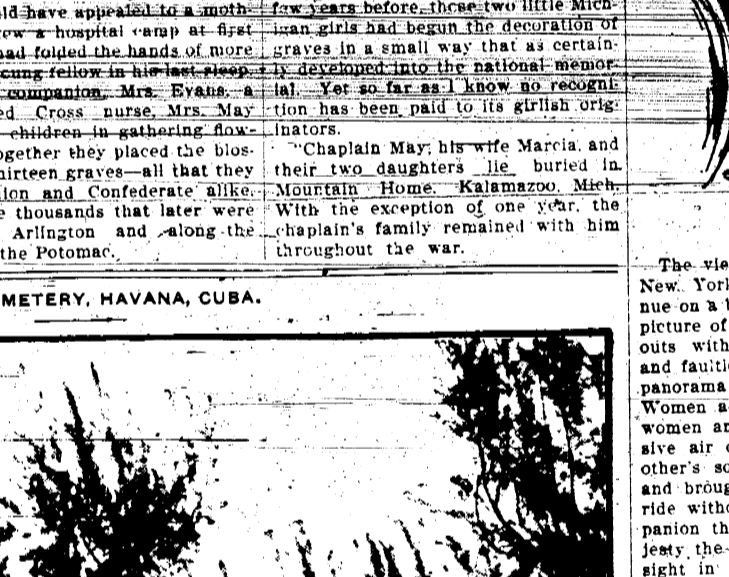 ld have appealed to a moth-
a hospital camp at first
had folded the hands of more
fellow in his last sleep.
companion, Mrs. Evans, a
ed Cross nurse, Mrs. May
children in gathering flow-
ogether they placed the blos-
hirteen graves—all that they
ion and Confederate alike.
e thousands that later were
Arlington and along the
the Potomac.
few years before, these two little Mich-
igan girls had begun the decoration of
graves in a small way that as certain-
ly developed into the national memor-
ial. Yet so far as I know no recogni-
tion has been paid to its girlish orig-
inators.
"Chaplain May, his wife Marcia, and
their two daughters lie buried in
Mountain Home, Kalamazoo, Mich.
With the exception of one year, the
chaplain's family remained with him
throughout the war.
METERY, HAVANA, CUBA.
The vie
New York
nue on a
picture of
outs with
and faultl
panorama
Women a
women ar
sive air
other's so
and broug
ride witho
panion th
jesty the
sight in